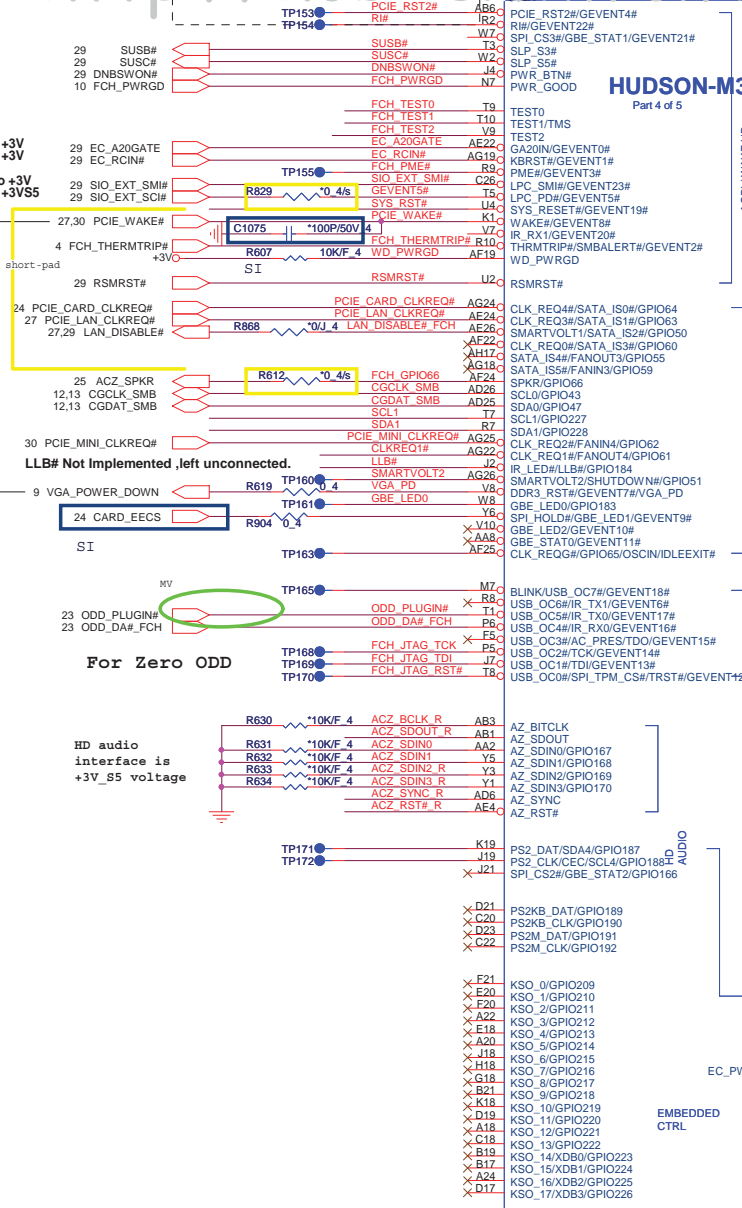 TP153 PCIE_RST2# AB6 PCIE_RST2#/GEVENT4#
TP154 RI# R2 RI#/GEVENT22#
W7 SPI_CS3#/GBE_STAT1/GEVENT21#
29 SUSB# SUSB# T3 SLP_S3#
29 SUSC# SUSC# W2 SLP_S5#
29 DNBSWON# DNBSWON# J4 PWR_BTN#
10 FCH_PWRGD FCH_PWRGD N7 PWR_GOOD
HUDSON-M3
Part 4 of 5
FCH_TEST0 T9 TEST0
FCH_TEST1 T10 TEST1/TMS
FCH_TEST2 V9 TEST2
+3V 29 EC_A20GATE EC_A20GATE AE22 GA20IN/GEVENT0#
+3V 29 EC_RCIN# EC_RCIN# AG19 KBRST#/GEVENT1#
TP155 FCH_PME# R9 PME#/GEVENT3#
+3V 29 SIO_EXT_SMI# SIO_EXT_SMI# C26 LPC_SMI#/GEVENT23#
+3VS5 29 SIO_EXT_SCI# R829 *0_4/s GEVENT5# T5 LPC_PD#/GEVENT5#
SYS_RST# U4 SYS_RESET#/GEVENT19#
27,30 PCIE_WAKE# PCIE_WAKE# K1 WAKE#/GEVENT8#
C1075 *100P/50V_4 V7 IR_RX1/GEVENT20#
4 FCH_THERMTRIP# FCH_THERMTRIP# R10 THRMTRIP#/SMBALERT#/GEVENT2#
+3V R607 10K/F_4 WD_PWRGD AF19 WD_PWRGD
short-pad
SI
29 RSMRST# RSMRST# U2 RSMRST#
24 PCIE_CARD_CLKREQ# PCIE_CARD_CLKREQ# AG24 CLK_REQ4#/SATA_IS0#/GPIO64
27 PCIE_LAN_CLKREQ# PCIE_LAN_CLKREQ# AE24 CLK_REQ3#/SATA_IS1#/GPIO63
27,29 LAN_DISABLE# R868 *0/J_4 LAN_DISABLE#_FCH AE26 SMARTVOLT1/SATA_IS2#/GPIO50
AF22 CLK_REQ0#/SATA_IS3#/GPIO60
AH17 SATA_IS4#/FANOUT3/GPIO55
AG18 SATA_IS5#/FANIN3/GPIO59
25 ACZ_SPKR R612 *0_4/s FCH_GPIO66 AF24 SPKR/GPIO66
12,13 CGCLK_SMB CGCLK_SMB AD26 SCL0/GPIO43
12,13 CGDAT_SMB CGDAT_SMB AD25 SDA0/GPIO47
SCL1 T7 SCL1/GPIO227
SDA1 R7 SDA1/GPIO228
30 PCIE_MINI_CLKREQ# PCIE_MINI_CLKREQ# AG25 CLK_REQ2#/FANIN4/GPIO62
CLKREQ1# AG22 CLK_REQ1#/FANOUT4/GPIO61
LLB# Not Implemented ,left unconnected. LLB# J2 IR_LED#/LLB#/GPIO184
TP160 SMARTVOLT2 AG26 SMARTVOLT2/SHUTDOWN#/GPIO51
9 VGA_POWER_DOWN R619 0_4 VGA_PD V8 DDR3_RST#/GEVENT7#/VGA_PD
TP161 GBE_LED0 W8 GBE_LED0/GPIO183
24 CARD_EECS R904 0_4 Y6 SPI_HOLD#/GBE_LED1/GEVENT9#
V10 GBE_LED2/GEVENT10#
SI AA8 GBE_STAT0/GEVENT11#
TP163 AF25 CLK_REQG#/GPIO65/OSCIN/IDLEEXIT#
MV
TP165 M7 BLINK/USB_OC7#/GEVENT18#
R8 USB_OC6#/IR_TX1/GEVENT6#
23 ODD_PLUGIN# ODD_PLUGIN# T1 USB_OC5#/IR_TX0/GEVENT17#
23 ODD_DA#_FCH ODD_DA#_FCH P6 USB_OC4#/IR_RX0/GEVENT16#
F5 USB_OC3#/AC_PRES/TDO/GEVENT15#
TP168 FCH_JTAG_TCK P5 USB_OC2#/TCK/GEVENT14#
For Zero ODD TP169 FCH_JTAG_TDI J7 USB_OC1#/TDI/GEVENT13#
TP170 FCH_JTAG_RST# T8 USB_OC0#/SPI_TPM_CS#/TRST#/GEVENT12
R630 *10K/F_4 ACZ_BCLK_R AB3 AZ_BITCLK
ACZ_SDOUT_R AB1 AZ_SDOUT
HD audio R631 *10K/F_4 ACZ_SDIN0 AA2 AZ_SDIN0/GPIO167
interface is R632 *10K/F_4 ACZ_SDIN1 Y5 AZ_SDIN1/GPIO168
+3V_S5 voltage R633 *10K/F_4 ACZ_SDIN2_R Y3 AZ_SDIN2/GPIO169
R634 *10K/F_4 ACZ_SDIN3_R Y1 AZ_SDIN3/GPIO170
ACZ_SYNC_R AD6 AZ_SYNC
ACZ_RST#_R AE4 AZ_RST#
HD
AUDIO
TP171 K19 PS2_DAT/SDA4/GPIO187
TP172 J19 PS2_CLK/CEC/SCL4/GPIO188
J21 SPI_CS2#/GBE_STAT2/GPIO166
D21 PS2KB_DAT/GPIO189
C20 PS2KB_CLK/GPIO190
D23 PS2M_DAT/GPIO191
C22 PS2M_CLK/GPIO192
F21 KSO_0/GPIO209
E20 KSO_1/GPIO210
F20 KSO_2/GPIO211
A22 KSO_3/GPIO212
E18 KSO_4/GPIO213
A20 KSO_5/GPIO214
J18 KSO_6/GPIO215
H18 KSO_7/GPIO216
G18 KSO_8/GPIO217
B21 KSO_9/GPIO218
K18 KSO_10/GPIO219
D19 KSO_11/GPIO220
A18 KSO_12/GPIO221
C18 KSO_13/GPIO222
B19 KSO_14/XDB0/GPIO223
B17 KSO_15/XDB1/GPIO224
A24 KSO_16/XDB2/GPIO225
D17 KSO_17/XDB3/GPIO226
EC_PW
EMBEDDED
CTRL